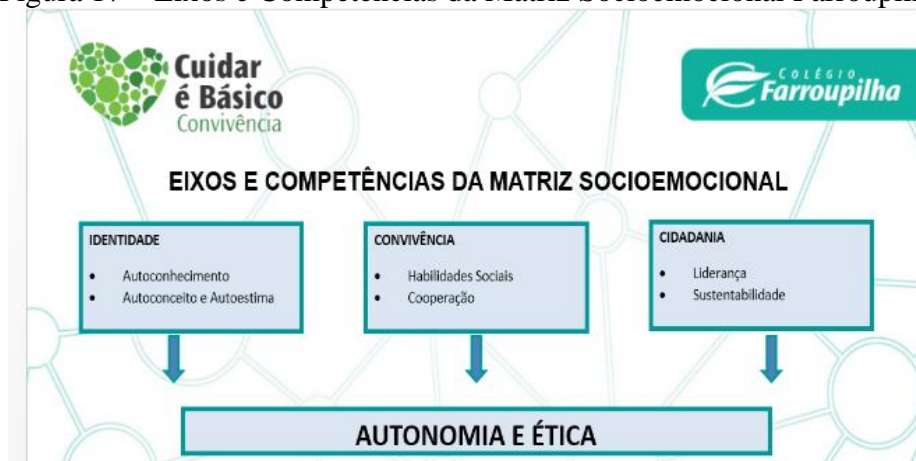 Cuidar
é Básico
Convivência
COLÉGIO
Farroupilha
EIXOS E COMPETÊNCIAS DA MATRIZ SOCIOEMOCIONAL
IDENTIDADE
• Autoconhecimento
• Autoconceito e Autoestima
CONVIVÊNCIA
• Habilidades Sociais
• Cooperação
CIDADANIA
• Liderança
• Sustentabilidade
AUTONOMIA E ÉTICA